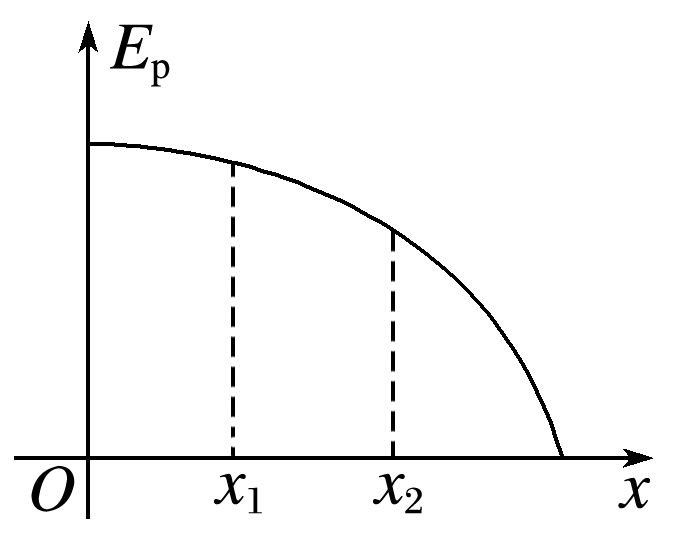 Eₚ
O x₁ x₂ x